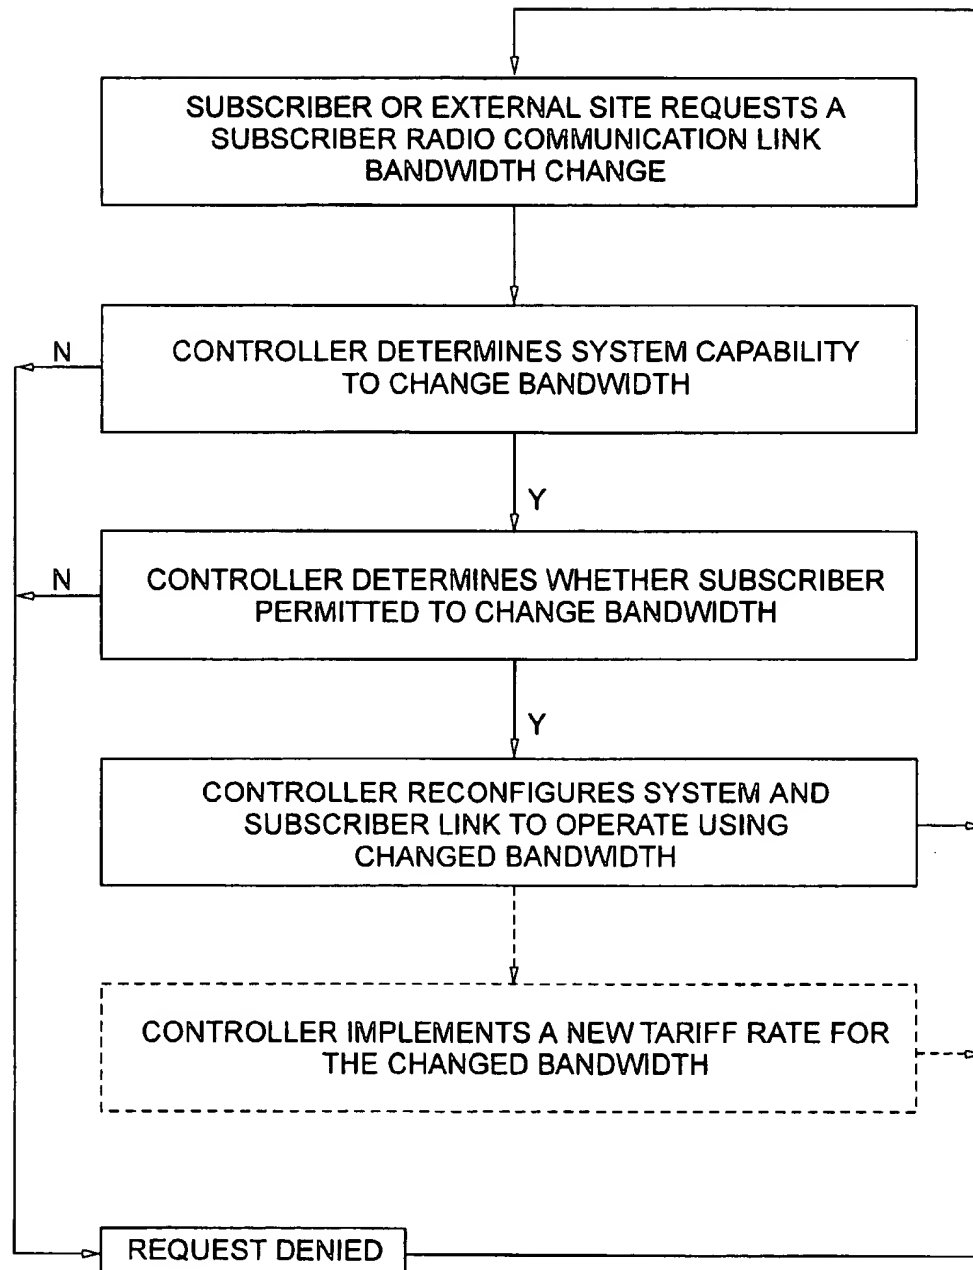 SUBSCRIBER OR EXTERNAL SITE REQUESTS A
SUBSCRIBER RADIO COMMUNICATION LINK
BANDWIDTH CHANGE
N
CONTROLLER DETERMINES SYSTEM CAPABILITY
TO CHANGE BANDWIDTH
Y
N
CONTROLLER DETERMINES WHETHER SUBSCRIBER
PERMITTED TO CHANGE BANDWIDTH
Y
CONTROLLER RECONFIGURES SYSTEM AND
SUBSCRIBER LINK TO OPERATE USING
CHANGED BANDWIDTH
CONTROLLER IMPLEMENTS A NEW TARIFF RATE FOR
THE CHANGED BANDWIDTH
REQUEST DENIED